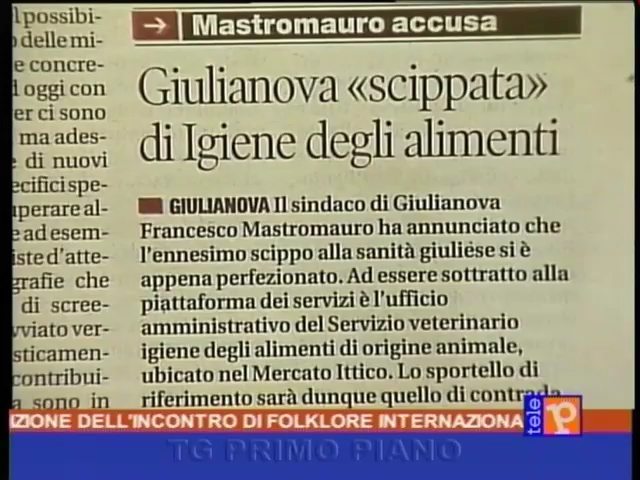 l possibi-
o delle mi-
e concre-
i oggi con
er ci sono
ma ades-
e di nuovi
ecifici spe-
uperare al-
e ad esem-
iste d'atte-
grafie che
di scree-
vviato ver-
sticamen-
contribui-
a sono in
Mastromauro accusa
Giulianova «scippata»
di Igiene degli alimenti
GIULIANOVA Il sindaco di Giulianova
Francesco Mastromauro ha annunciato che
l'ennesimo scippo alla sanità giuliese si è
appena perfezionato. Ad essere sottratto alla
piattaforma dei servizi è l'ufficio
amministrativo del Servizio veterinario
igiene degli alimenti di origine animale,
ubicato nel Mercato Ittico. Lo sportello di
riferimento sarà dunque quello di contrada
IZIONE DELL'INCONTRO DI FOLKLORE INTERNAZIONA
tele p
TG PRIMO PIANO